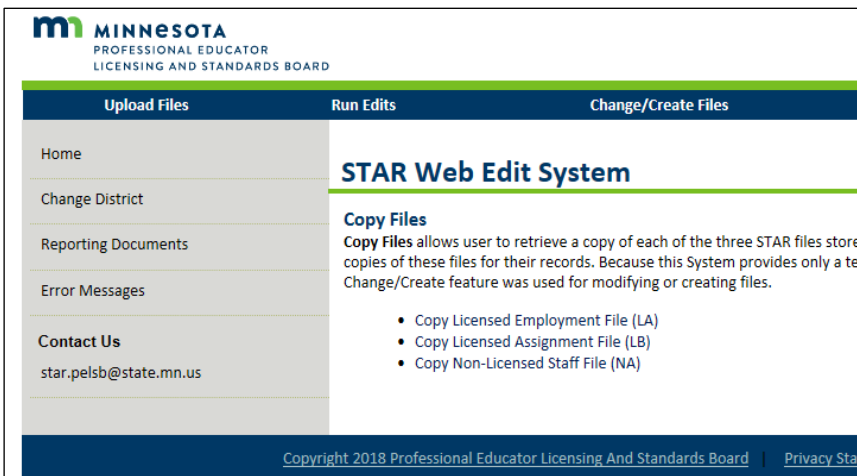 MINNESOTA
PROFESSIONAL EDUCATOR
LICENSING AND STANDARDS BOARD
Upload Files Run Edits Change/Create Files
Home
Change District
Reporting Documents
Error Messages
Contact Us
star.pelsb@state.mn.us
STAR Web Edit System
Copy Files
Copy Files allows user to retrieve a copy of each of the three STAR files store
copies of these files for their records. Because this System provides only a te
Change/Create feature was used for modifying or creating files.
• Copy Licensed Employment File (LA)
• Copy Licensed Assignment File (LB)
• Copy Non-Licensed Staff File (NA)
Copyright 2018 Professional Educator Licensing And Standards Board | Privacy Sta